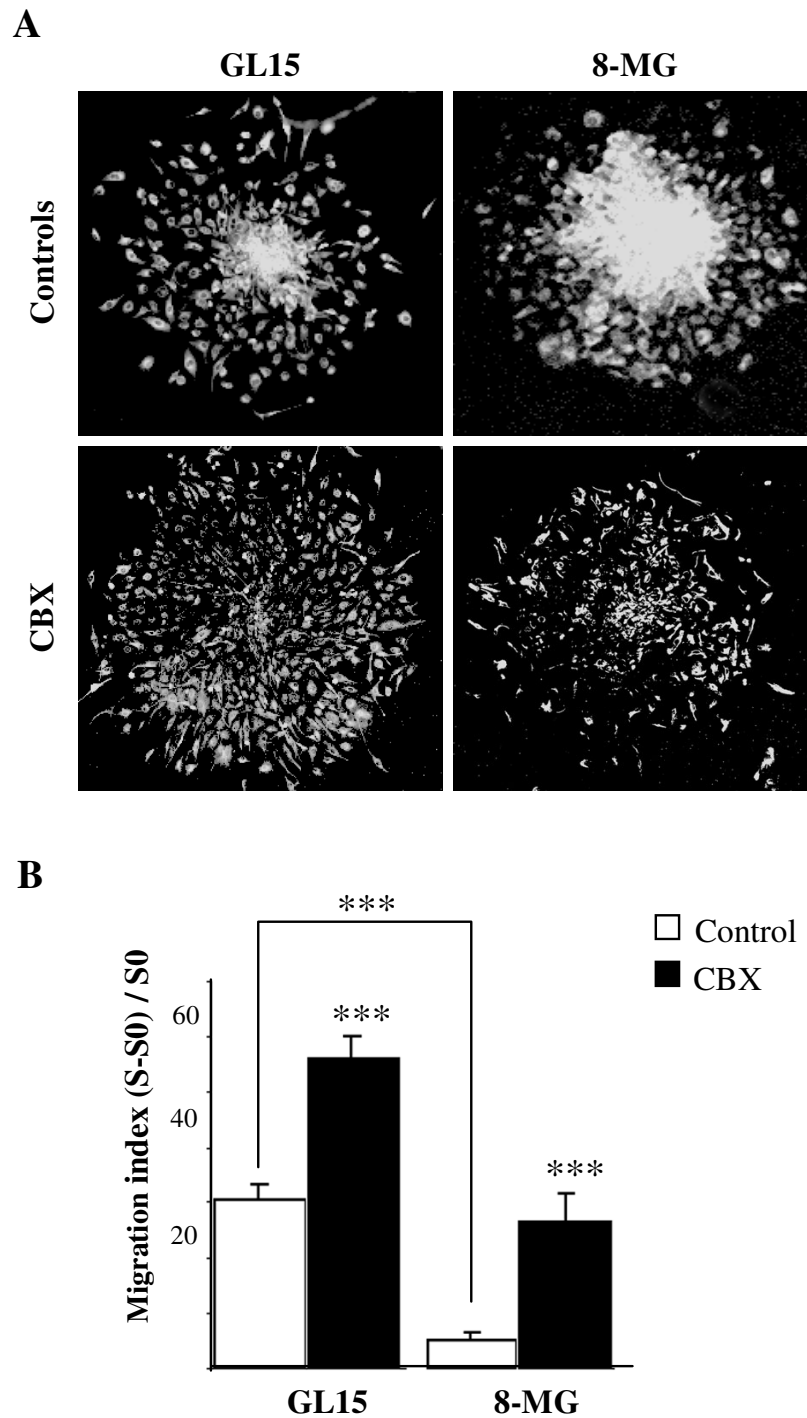 A
GL15 8-MG
Controls
CBX
B
***
Control
CBX
Migration index (S-S0) / S0
60
40
20
***
***
GL15 8-MG